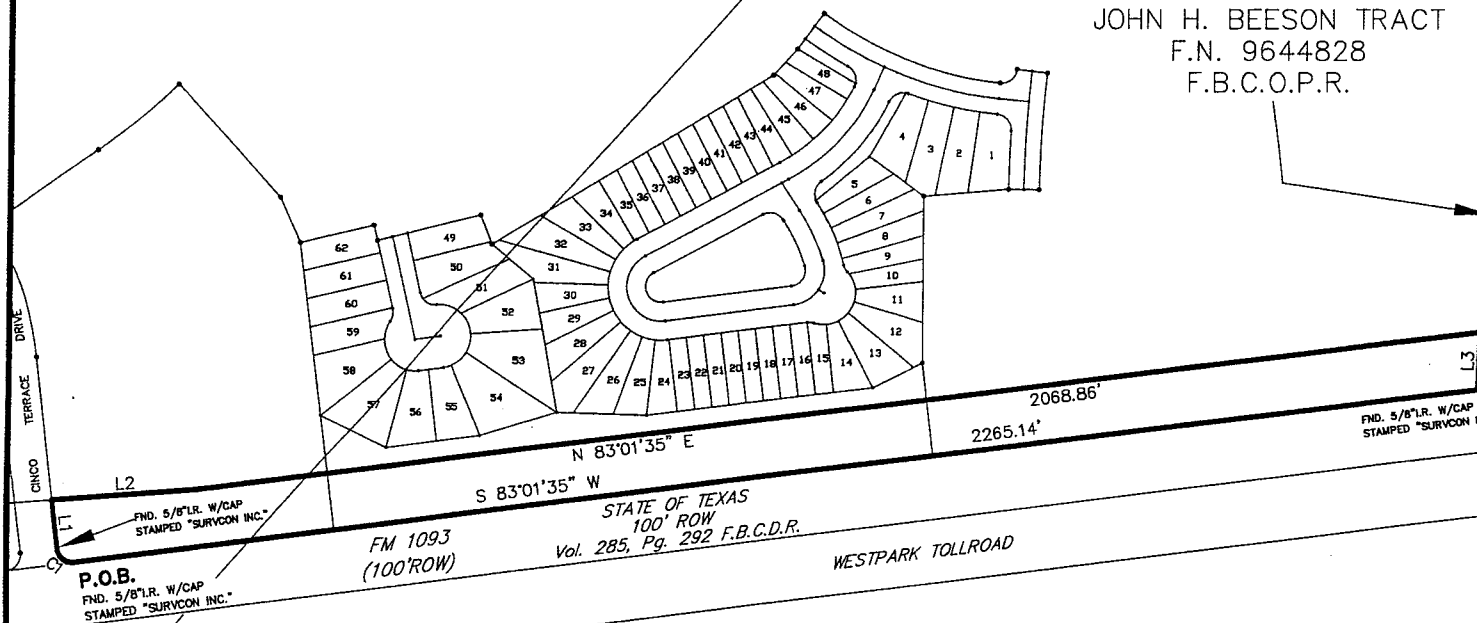 JOHN H. BEESON TRACT
F.N. 9644828
F.B.C.O.P.R.
48
47
46
45
44
43
42
41
40
39
38
37
36
35
34
33
32
31
30
29
28
27
26
25
24
23
22
21
20
19
18
17
16
15
14
13
12
11
10
9
8
7
6
5
4
3
2
1
62
61
60
59
58
57
56
55
54
53
52
51
50
49
CINCO TERRACE DRIVE
L3
2068.86'
2265.14'
N 83°01'35" E
S 83°01'35" W
L2
L1
FND. 5/8"I.R. W/CAP
STAMPED "SURVCON INC."
FND. 5/8"I.R. W/CAP
STAMPED "SURVCON
STATE OF TEXAS
100' ROW
Vol. 285, Pg. 292 F.B.C.D.R.
FM 1093
(100'ROW)
WESTPARK TOLLROAD
P.O.B.
FND. 5/8"I.R. W/CAP
STAMPED "SURVCON INC."